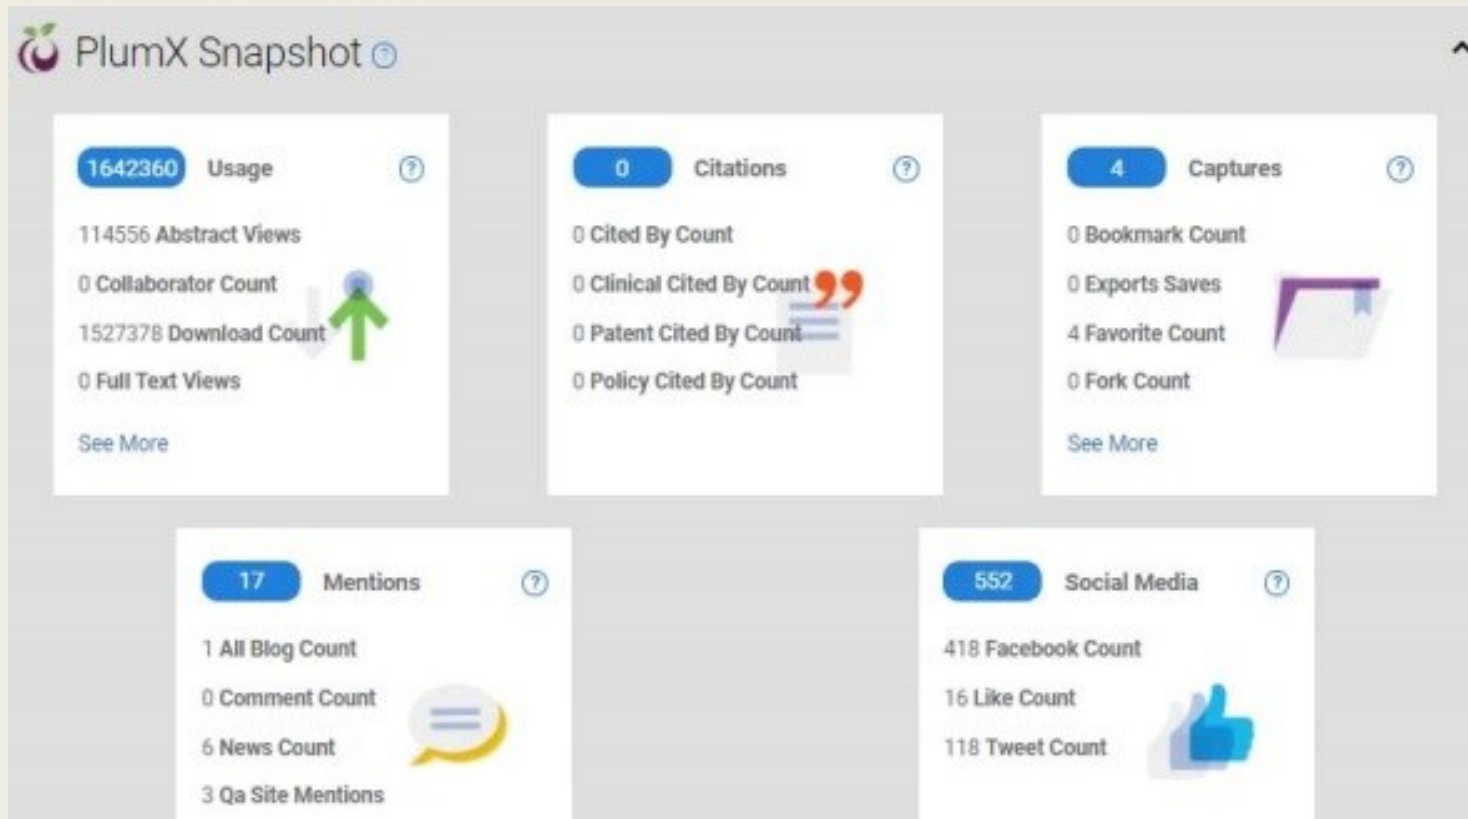 PlumX Snapshot
1642360 Usage
114556 Abstract Views
0 Collaborator Count
1527378 Download Count
0 Full Text Views
See More
0 Citations
0 Cited By Count
0 Clinical Cited By Count
0 Patent Cited By Count
0 Policy Cited By Count
4 Captures
0 Bookmark Count
0 Exports Saves
4 Favorite Count
0 Fork Count
See More
17 Mentions
1 All Blog Count
0 Comment Count
6 News Count
3 Qa Site Mentions
552 Social Media
418 Facebook Count
16 Like Count
118 Tweet Count